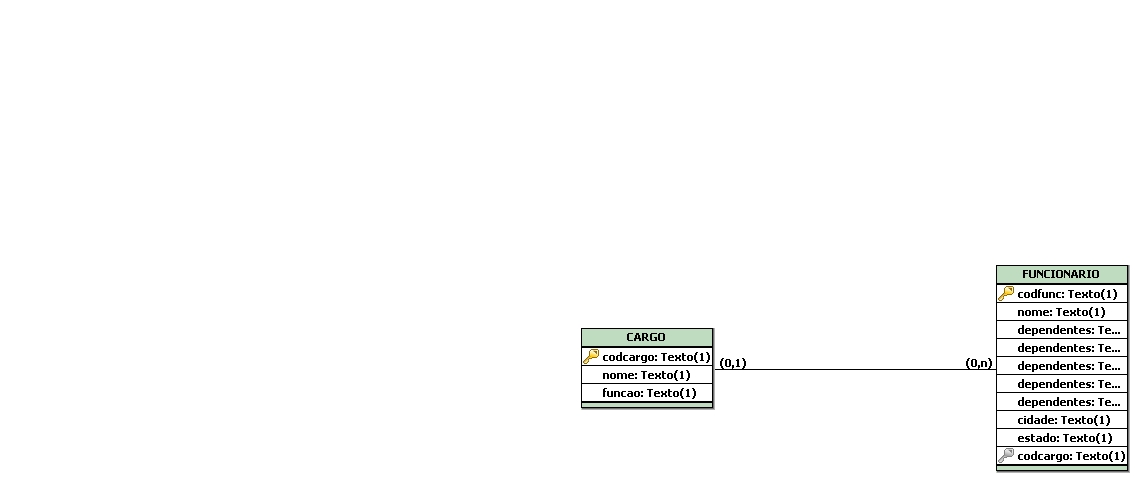 CARGO
codcargo: Texto(1)
nome: Texto(1)
funcao: Texto(1)
(0,1)
(0,n)
FUNCIONARIO
codfunc: Texto(1)
nome: Texto(1)
dependentes: Te...
dependentes: Te...
dependentes: Te...
dependentes: Te...
dependentes: Te...
cidade: Texto(1)
estado: Texto(1)
codcargo: Texto(1)